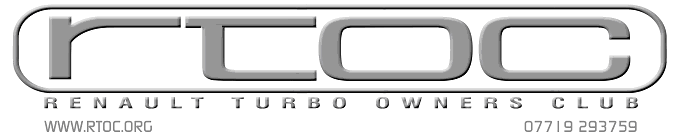 rtoc
RENAULT TURBO OWNERS CLUB
WWW.RTOC.ORG 07719 293759